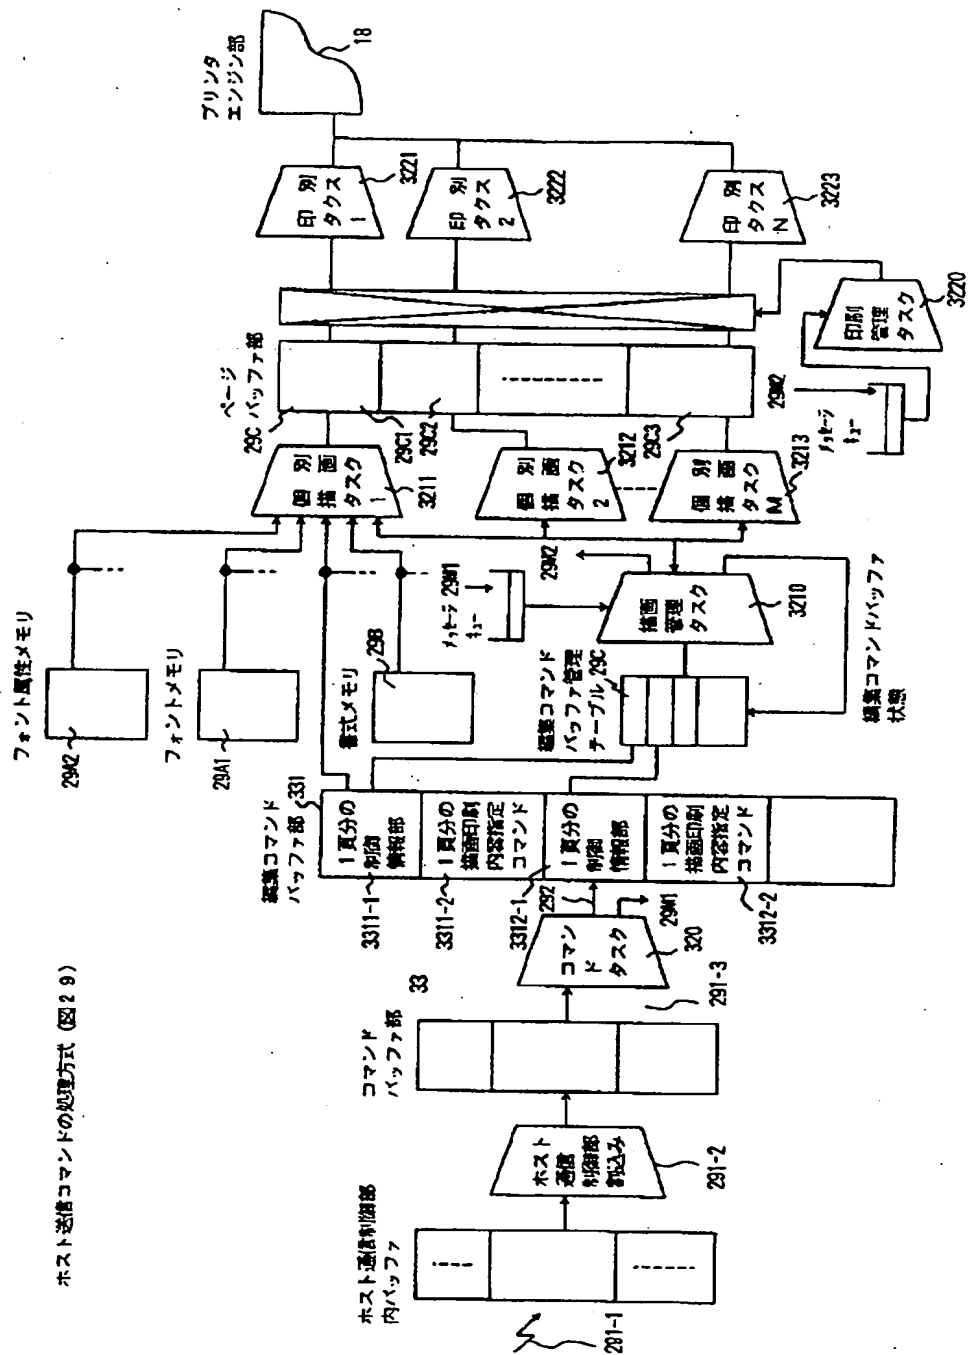 ホスト送信コマンドの処理方式 (図29)
ホスト通信制御部
内バッファ
291-1
ホスト
通信
制御部
割込み
291-2
コマンド
バッファ部
33
291-3
コマン
ド
タスク
320
292
29M1
編集コマンド
バッファ部 331
1頁分の
制御
情報部
1頁分の
描画印刷
内容指定
コマンド
1頁分の
制御
情報部
1頁分の
描画印刷
内容指定
コマンド
3311-1
3311-2
3312-1
3312-2
フォント属性メモリ
29A2
フォントメモリ
29A1
書式メモリ
29B
編集コマンド
バッファ管理
テーブル 29C
編集コマンドバッファ
状態
メッセージ 29M1
キュー
描画
管理
タスク
3210
29M2
個別
描画
タスク
1
3211
個別
描画
タスク
2
3212
個別
描画
タスク
M
3213
ページ
バッファ部
29C
29C1
29C2
29C3
29M2
メッセージ
キュー
印刷
管理
タスク
3220
印別
タクス
1
3221
印別
タクス
2
3222
印別
タクス
N
3223
プリンタ
エンジン部
18